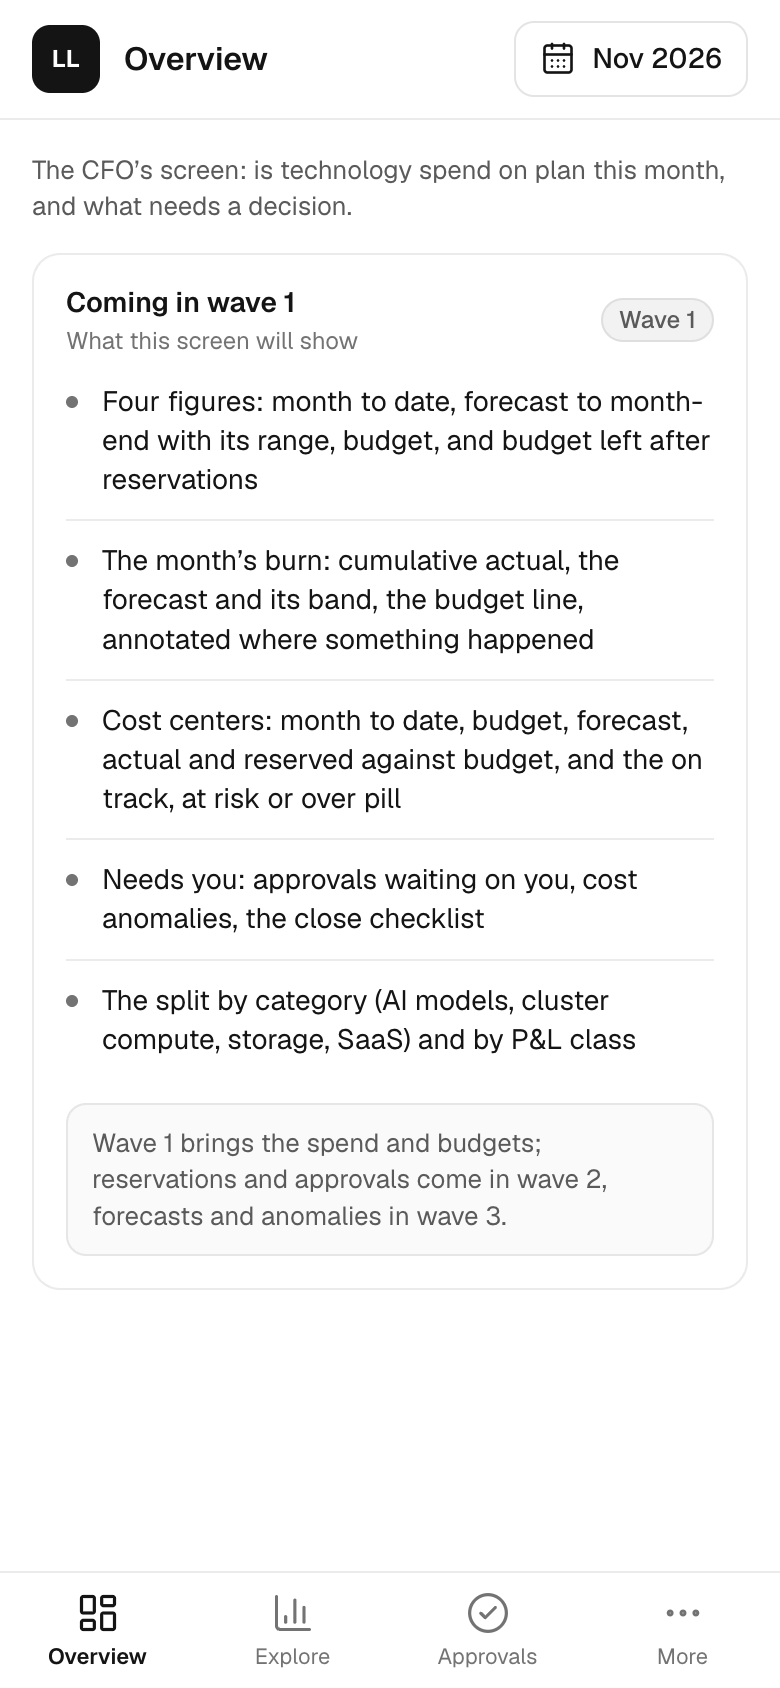 LL
Overview
Nov 2026
The CFO’s screen: is technology spend on plan this month,
and what needs a decision.
Coming in wave 1
What this screen will show
Wave 1
Four figures: month to date, forecast to month-
end with its range, budget, and budget left after
reservations
The month’s burn: cumulative actual, the
forecast and its band, the budget line,
annotated where something happened
Cost centers: month to date, budget, forecast,
actual and reserved against budget, and the on
track, at risk or over pill
Needs you: approvals waiting on you, cost
anomalies, the close checklist
The split by category (AI models, cluster
compute, storage, SaaS) and by P&L class
Wave 1 brings the spend and budgets;
reservations and approvals come in wave 2,
forecasts and anomalies in wave 3.
Overview
Explore
Approvals
More